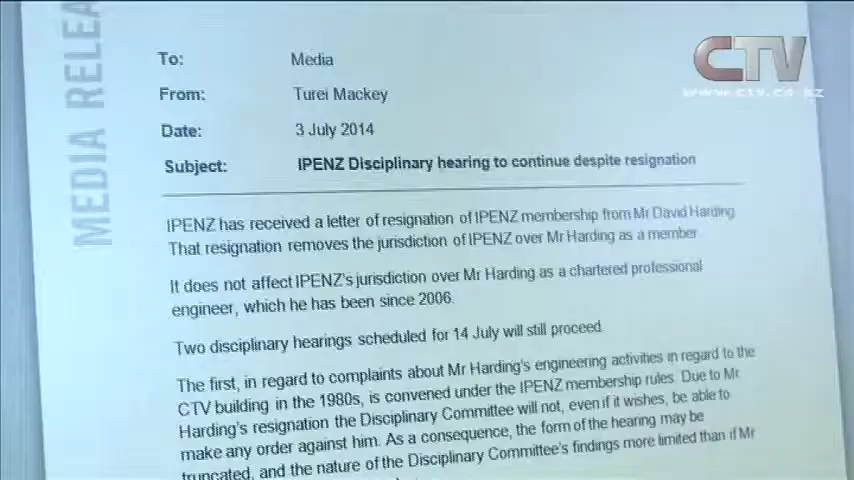 MEDIA RELEA
CTV
www.ctv.co.nz
To: Media
From: Turei Mackey
Date: 3 July 2014
Subject: IPENZ Disciplinary hearing to continue despite resignation
IPENZ has received a letter of resignation of IPENZ membership from Mr David Harding
That resignation removes the jurisdiction of IPENZ over Mr Harding as a member
It does not affect IPENZ's jurisdiction over Mr Harding as a chartered professional
engineer, which he has been since 2006.
Two disciplinary hearings scheduled for 14 July will still proceed
The first, in regard to complaints about Mr Harding's engineering activities in regard to the
CTV building in the 1980s, is convened under the IPENZ membership rules. Due to Mr
Harding's resignation the Disciplinary Committee will not, even if it wishes, be able to
make any order against him. As a consequence, the form of the hearing may be
truncated, and the nature of the Disciplinary Committee's findings more limited than if Mr